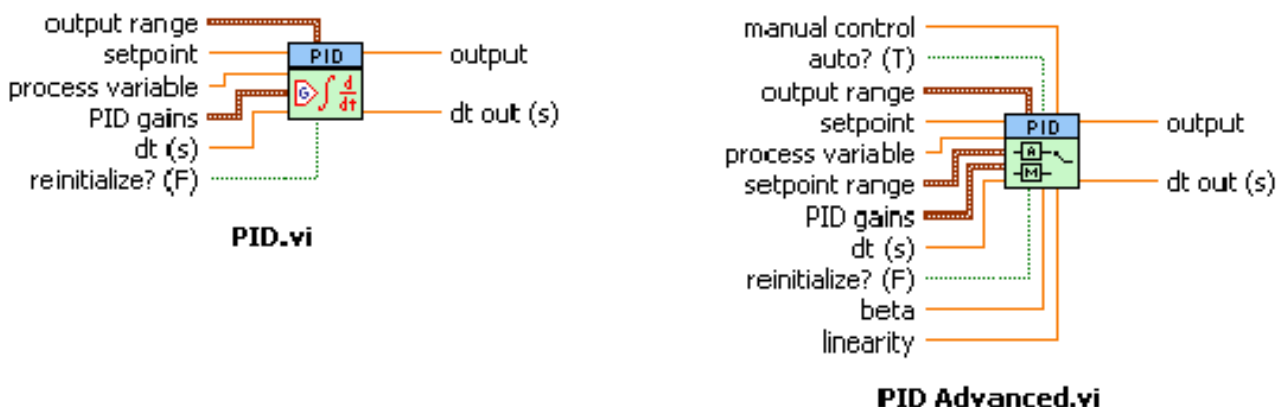 output range
setpoint
process variable
PID gains
dt (s)
reinitialize? (F)
PID
G ∫ d/dt
output
dt out (s)
PID.vi
manual control
auto? (T)
output range
setpoint
process variable
setpoint range
PID gains
dt (s)
reinitialize? (F)
beta
linearity
PID
A
M
output
dt out (s)
PID Advanced.vi